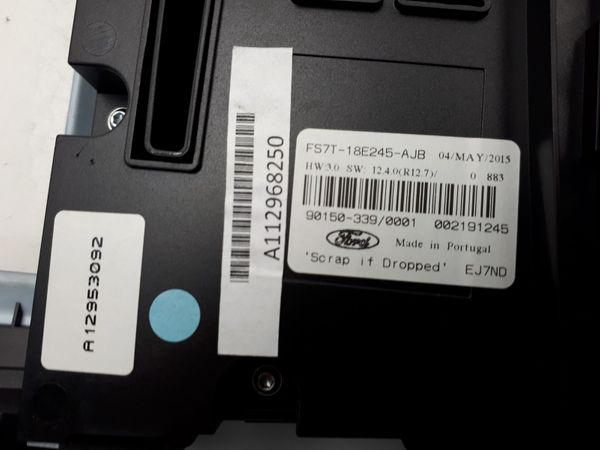 FS7T-18E245-AJB 04/MAY/2015
HW:3.0 SW: 12.4.0(R12.7)/ 0 883
90150-339/0001 002191245
Ford Made in Portugal
'Scrap if Dropped' EJ7ND
A112968250
A12953092